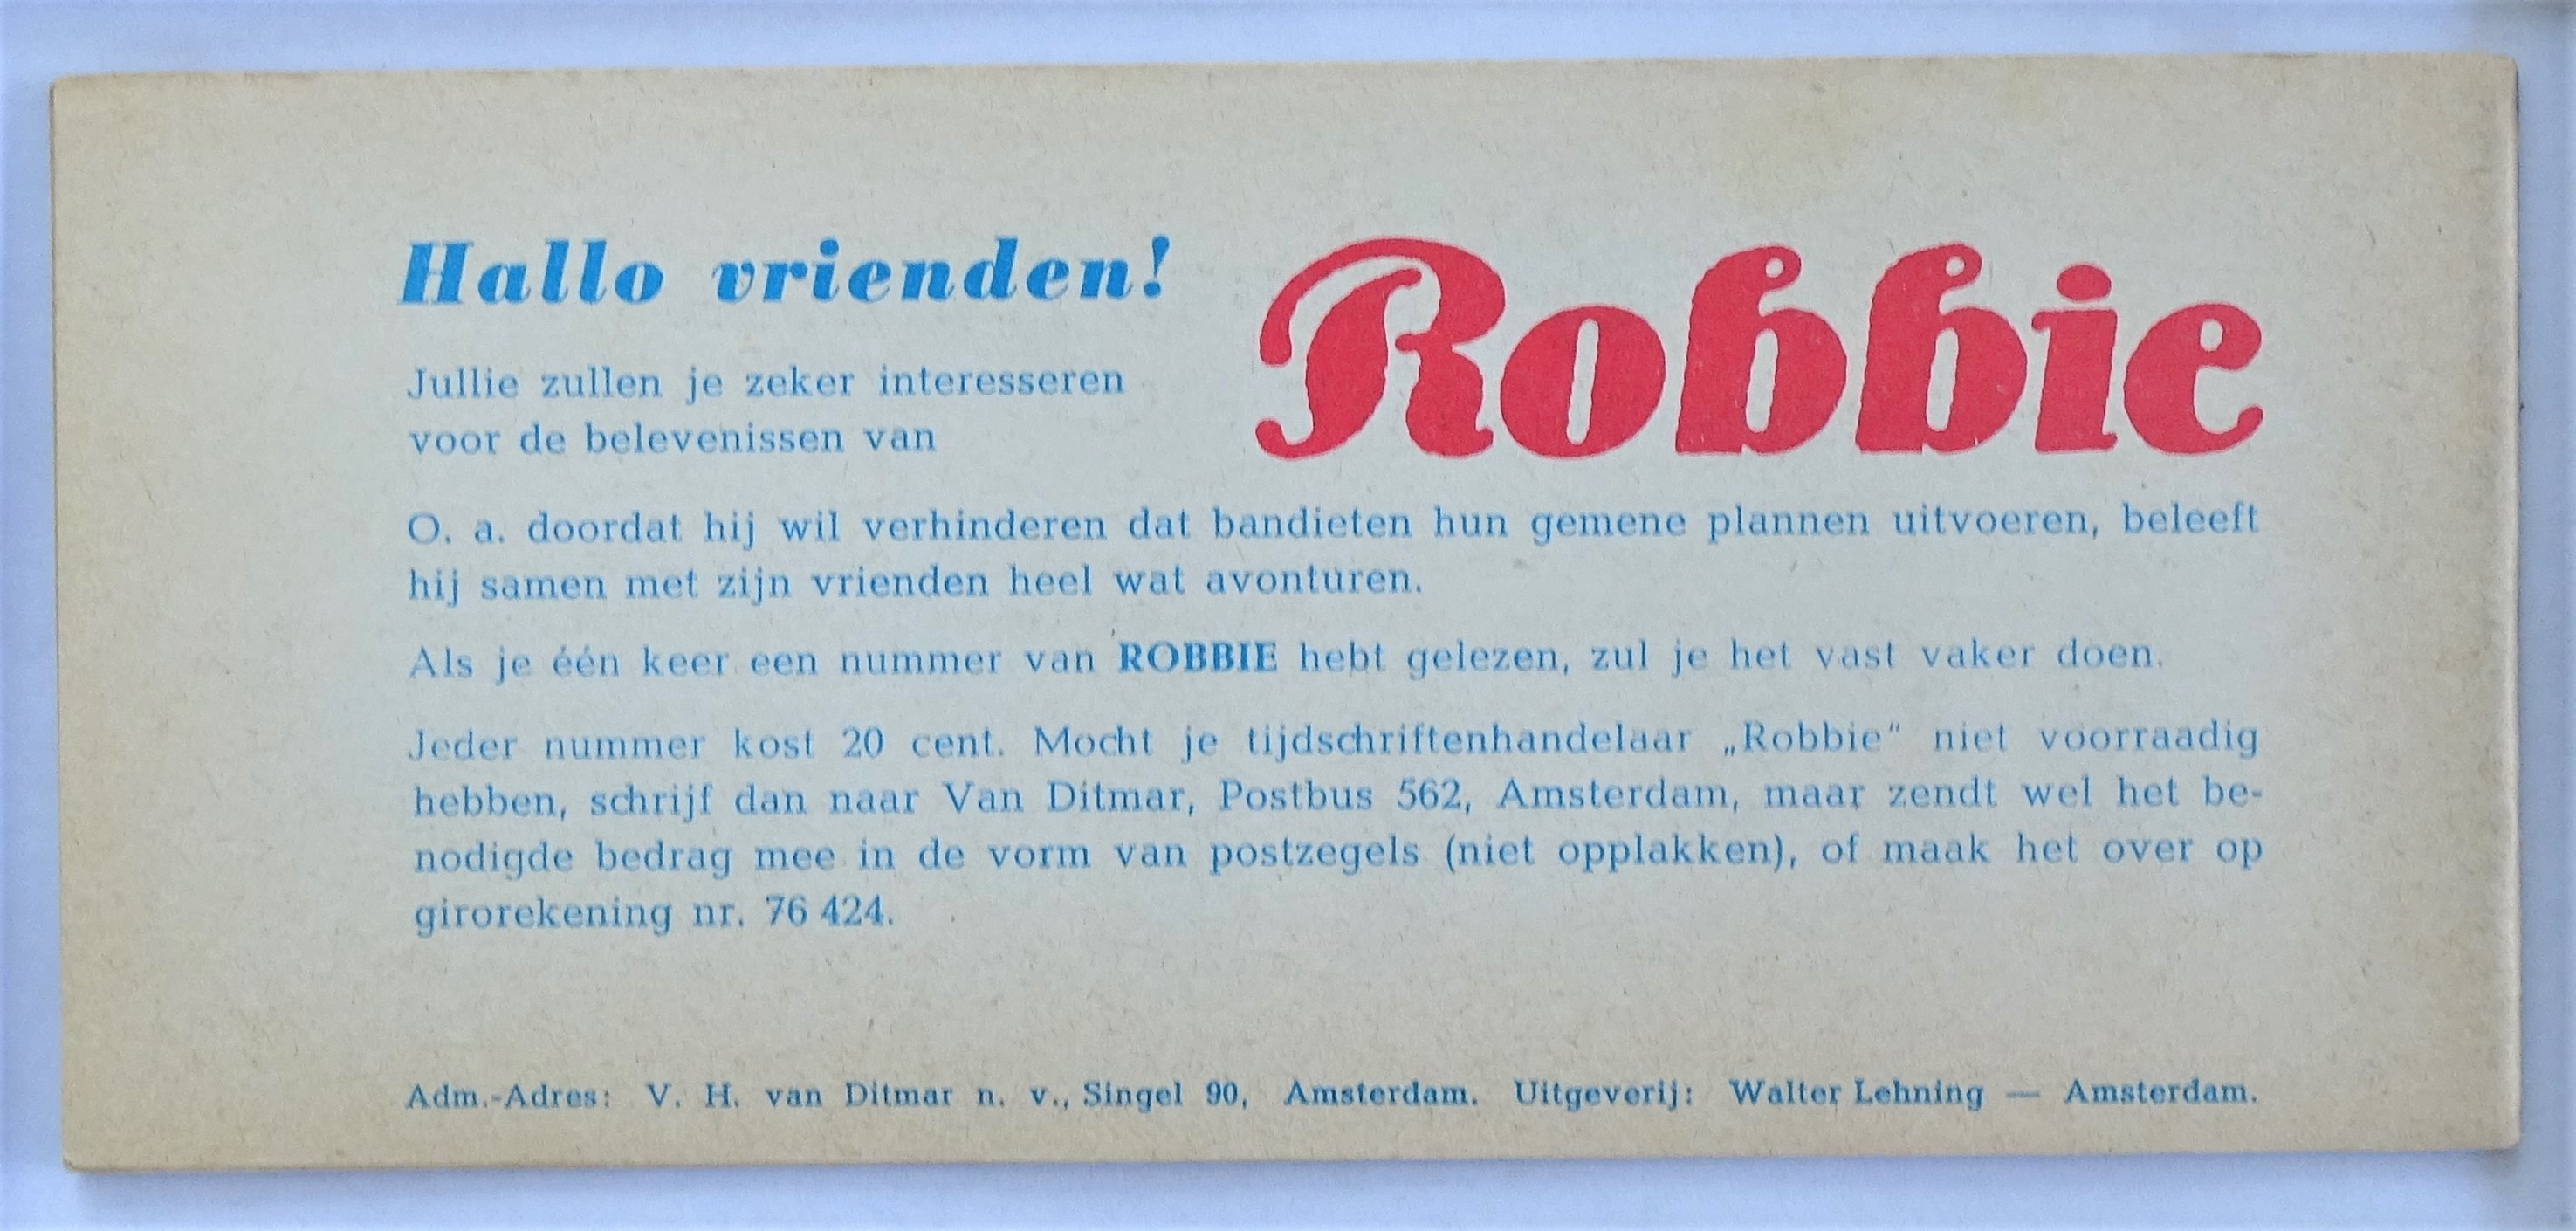 Hallo vrienden!
Jullie zullen je zeker interesseren
voor de belevenissen van
Robbie
O. a. doordat hij wil verhinderen dat bandieten hun gemene plannen uitvoeren, beleeft
hij samen met zijn vrienden heel wat avonturen.
Als je één keer een nummer van ROBBIE hebt gelezen, zul je het vast vaker doen.
Jeder nummer kost 20 cent. Mocht je tijdschriftenhandelaar „Robbie" niet voorraadig
hebben, schrijf dan naar Van Ditmar, Postbus 562, Amsterdam, maar zendt wel het be-
nodigde bedrag mee in de vorm van postzegels (niet opplakken), of maak het over op
girorekening nr. 76 424.
Adm.-Adres: V. H. van Ditmar n. v., Singel 90, Amsterdam. Uitgeverij: Walter Lehning — Amsterdam.